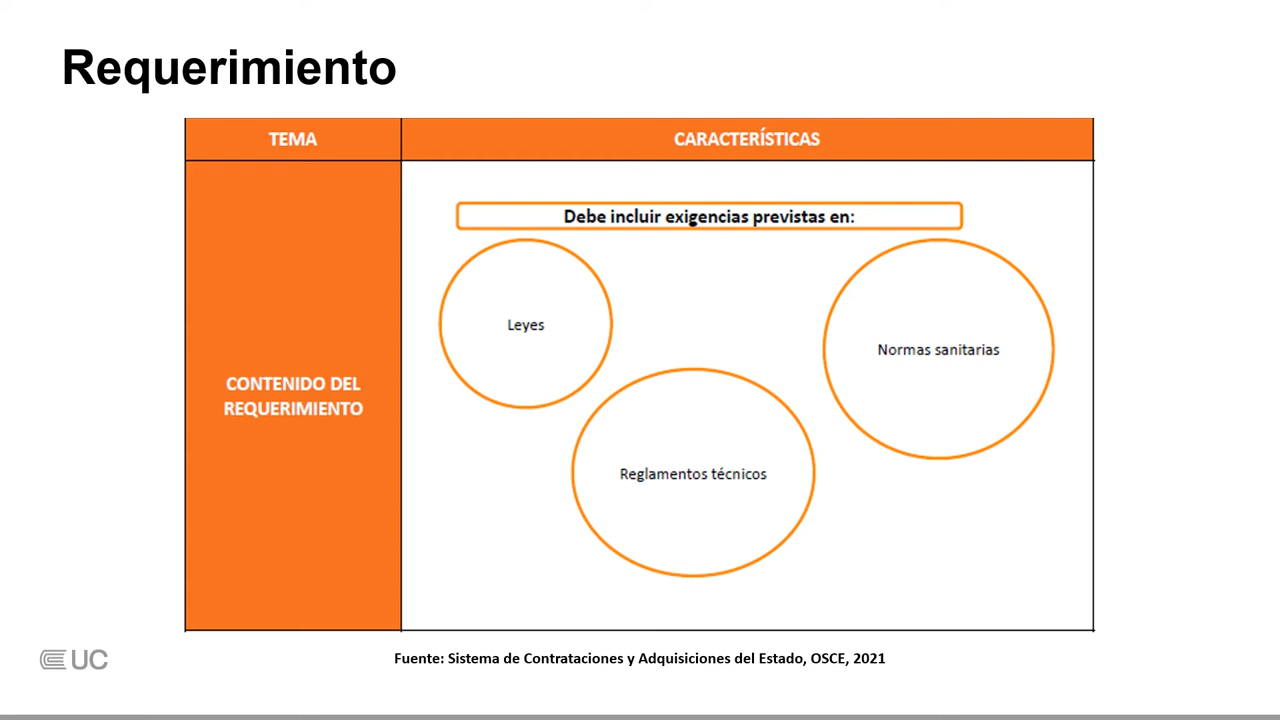 Requerimiento
TEMA
CARACTERÍSTICAS
CONTENIDO DEL
REQUERIMIENTO
Debe incluir exigencias previstas en:
Leyes
Normas sanitarias
Reglamentos técnicos
UC
Fuente: Sistema de Contrataciones y Adquisiciones del Estado, OSCE, 2021